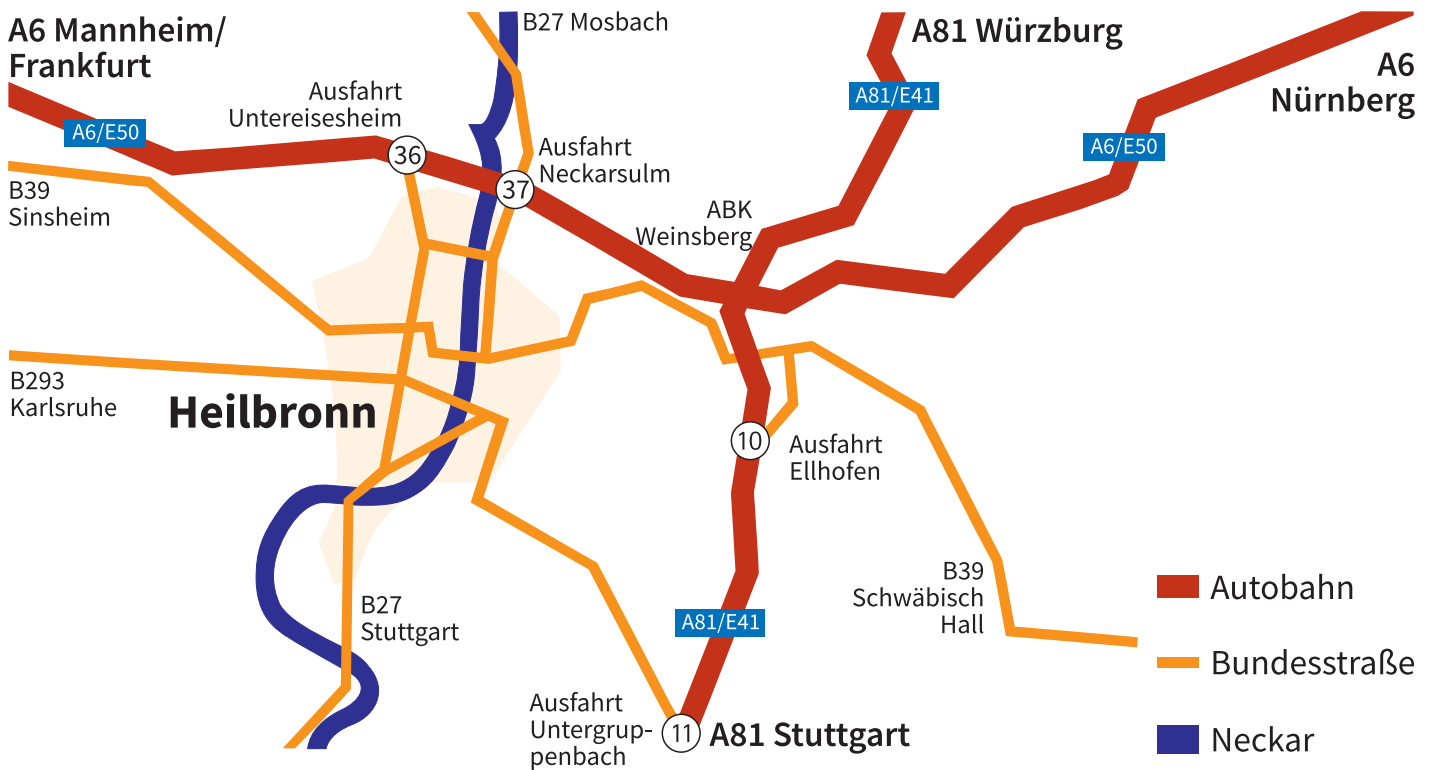 A6 Mannheim/
Frankfurt
B27 Mosbach
A81 Würzburg
A6
Nürnberg
Ausfahrt
Untereisesheim
A6/E50
A81/E41
A6/E50
36
Ausfahrt
Neckarsulm
37
B39
Sinsheim
ABK
Weinsberg
B293
Karlsruhe
Heilbronn
10
Ausfahrt
Ellhofen
B39
Schwäbisch
Hall
B27
Stuttgart
A81/E41
Ausfahrt
Untergrup-
penbach
11
A81 Stuttgart
Autobahn
Bundesstraße
Neckar